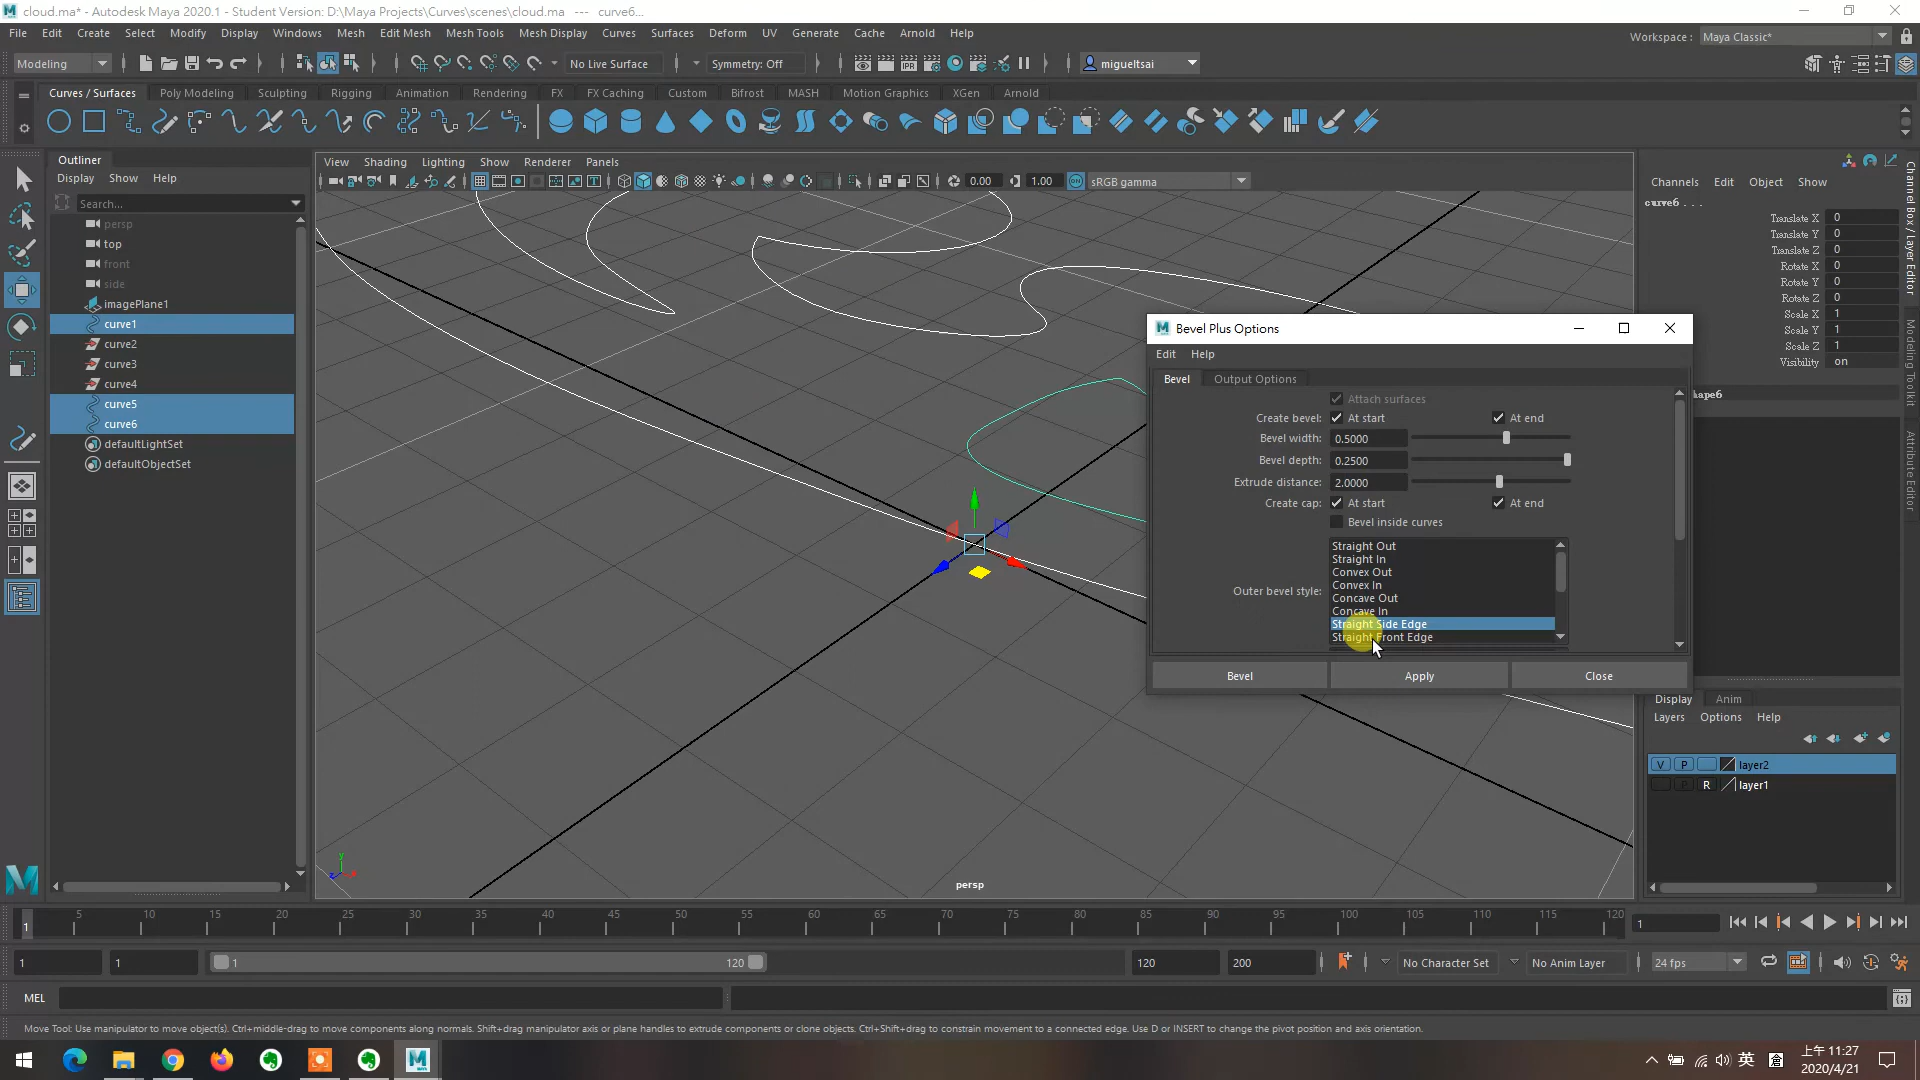 cloud.ma* - Autodesk Maya 2020.1 - Student Version: D:\Maya Projects\Curves\scenes\cloud.ma --- curve6...
File Edit Create Select Modify Display Windows Mesh Edit Mesh Mesh Tools Mesh Display Curves Surfaces Deform UV Generate Cache Arnold Help
Workspace : Maya Classic*
Modeling No Live Surface Symmetry: Off migueltsai
Curves / Surfaces Poly Modeling Sculpting Rigging Animation Rendering FX FX Caching Custom Bifrost MASH Motion Graphics XGen Arnold
Outliner
Display Show Help
Search...
persp
top
front
side
imagePlane1
curve1
curve2
curve3
curve4
curve5
curve6
defaultLightSet
defaultObjectSet
View Shading Lighting Show Renderer Panels
0.00 1.00 sRGB gamma
persp
Bevel Plus Options
Edit Help
Bevel Output Options
Attach surfaces
Create bevel: At start At end
Bevel width: 0.5000
Bevel depth: 0.2500
Extrude distance: 2.0000
Create cap: At start At end
Bevel inside curves
Outer bevel style:
Straight Out
Straight In
Convex Out
Convex In
Concave Out
Concave In
Straight Side Edge
Straight Front Edge
Bevel Apply Close
Channels Edit Object Show
curve6 . . .
Translate X 0
Translate Y 0
Translate Z 0
Rotate X 0
Rotate Y 0
Rotate Z 0
Scale X 1
Scale Y 1
Scale Z 1
Visibility on
Channel Box / Layer Editor
Modeling Toolkit
Attribute Editor
Display Anim
Layers Options Help
V P layer2
R layer1
5 10 15 20 25 30 35 40 45 50 55 60 65 70 75 80 85 90 95 100 105 110 115 120
1 1
1 1 1 120 120 200 No Character Set No Anim Layer 24 fps
MEL
Move Tool: Use manipulator to move object(s). Ctrl+middle-drag to move components along normals. Shift+drag manipulator axis or plane handles to extrude components or clone objects. Ctrl+Shift+drag to constrain movement to a connected edge. Use D or INSERT to change the pivot position and axis orientation.
英
上午 11:27
2020/4/21